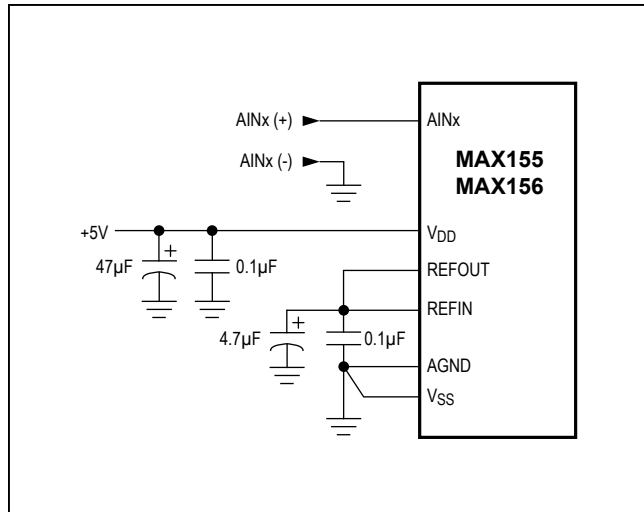 AINx (+)
AINx
AINx (-)
MAX155
MAX156
+5V
VDD
47µF
+
0.1µF
REFOUT
REFIN
4.7µF
+
0.1µF
AGND
VSS